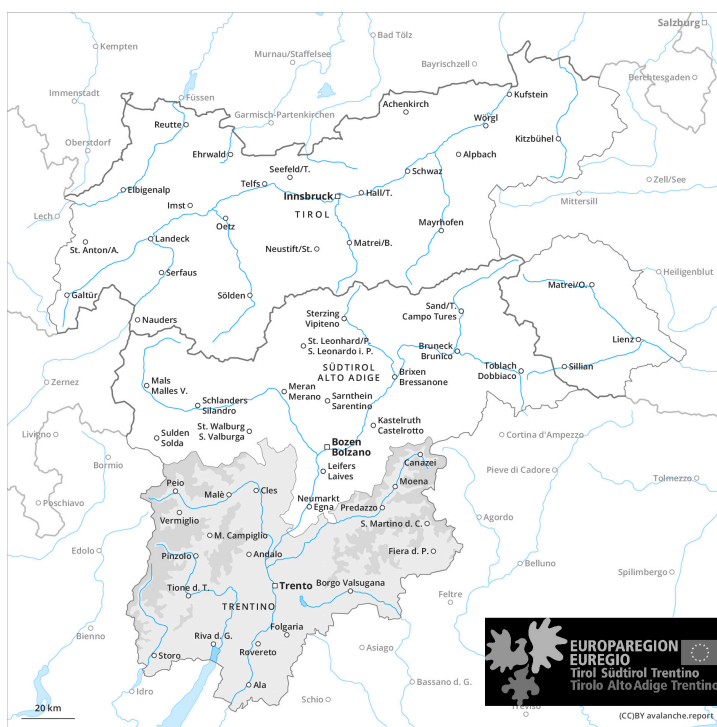 Salzburg
Kempten
Bad Tölz
Murnau/Staffelsee
Bayrischzell
Berchtesgaden
Immenstadt
Füssen
Garmisch-Partenkirchen
Achenkirch
Kufstein
Reutte
Wörgl
Oberstdorf
Kitzbühel
Ehrwald
Alpbach
Seefeld/T.
Schwaz
Zell/See
Elbigenalp
Telfs
Innsbruck
Hall/T.
Mittersill
Imst
TIROL
Lech
Oetz
Mayrhofen
Landeck
St. Anton/A.
Neustift/St.
Matrei/B.
Serfaus
Heiligenblut
Matrei/O.
Galtür
Sölden
Nauders
Sterzing
Vipiteno
Sand/T.
Campo Tures
St. Leonhard/P.
S. Leonardo i. P.
Bruneck
Brunico
Lienz
SÜDTIROL
ALTO ADIGE
Brixen
Bressanone
Toblach
Dobbiaco
Sillian
Zernez
Mals
Malles V.
Meran
Merano
Schlanders
Silandro
Sarnthein
Sarentino
Kastelruth
Castelrotto
St. Walburg
S. Valburga
Livigno
Sulden
Solda
Bozen
Bolzano
Cortina d'Ampezzo
Bormio
Canazei
Pieve di Cadore
Leifers
Laives
Tolmezzo
Peio
Malè
Cles
Moena
Poschiavo
Neumarkt
Egna
Predazzo
Vermiglio
Agordo
S. Martino d. C.
M. Campiglio
Edolo
Pinzolo
Andalo
Fiera d. P.
Belluno
Tione d. T.
Trento
Borgo Valsugana
Spilimbergo
Feltre
TRENTINO
Bienno
Folgaria
Riva d. G.
Rovereto
Asiago
Storo
Ala
Idro
Schio
Bassano d. G.
Treviso
EUROPAREGION
EUREGIO
Tirol Südtirol Trentino
Tirolo Alto Adige Trentino
20 km
(CC)BY avalanche.report